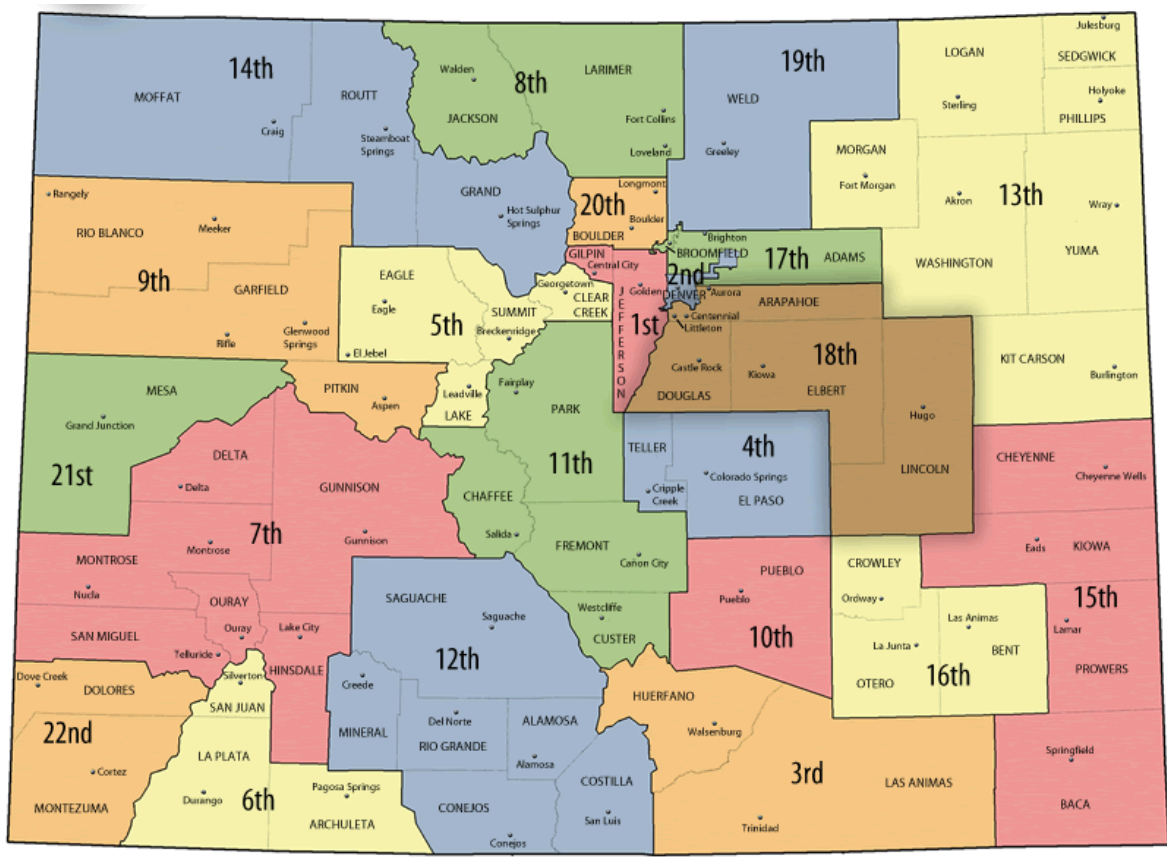 Julesburg
14th
8th
19th
LOGAN
SEDGWICK
Walden
LARIMER
MOFFAT
ROUTT
WELD
Holyoke
Sterling
PHILLIPS
JACKSON
Fort Collins
Craig
Steamboat
Springs
Loveland
Greeley
MORGAN
Fort Morgan
GRAND
Hot Sulphur
Springs
Longmont
20th
Boulder
BOULDER
Akron
13th
Wray
Rangely
Meeker
RIO BLANCO
Brighton
BROOMFIELD
17th
ADAMS
WASHINGTON
YUMA
GILPIN
Central City
2nd
9th
GARFIELD
EAGLE
Eagle
Georgetown
CLEAR
CREEK
JEFFERSON
Golden
DENVER
Aurora
ARAPAHOE
SUMMIT
5th
Breckenridge
1st
Centennial
Littleton
Rifle
Glenwood
Springs
El Jebel
18th
KIT CARSON
Burlington
MESA
PITKIN
Aspen
Leadville
LAKE
Fairplay
PARK
Castle Rock
DOUGLAS
Kiowa
ELBERT
Hugo
Grand Junction
21st
DELTA
Delta
GUNNISON
11th
TELLER
4th
Colorado Springs
Cripple
Creek
EL PASO
LINCOLN
CHEYENNE
Cheyenne Wells
CHAFFEE
Salida
7th
Montrose
Gunnison
MONTROSE
Nucla
FREMONT
Cañon City
CROWLEY
Eads
KIOWA
PUEBLO
Pueblo
Ordway
15th
OURAY
Ouray
Lake City
SAGUACHE
Saguache
Westcliffe
CUSTER
10th
Las Animas
Lamar
SAN MIGUEL
Telluride
La Junta
BENT
12th
OTERO
16th
PROWERS
Dove Creek
DOLORES
Silverton
HINSDALE
SAN JUAN
Creede
HUERFANO
22nd
MINERAL
Del Norte
RIO GRANDE
ALAMOSA
Alamosa
Walsenburg
LA PLATA
Springfield
Cortez
3rd
MONTEZUMA
Durango
6th
Pagosa Springs
ARCHULETA
CONEJOS
COSTILLA
San Luis
LAS ANIMAS
BACA
Trinidad
Conejos